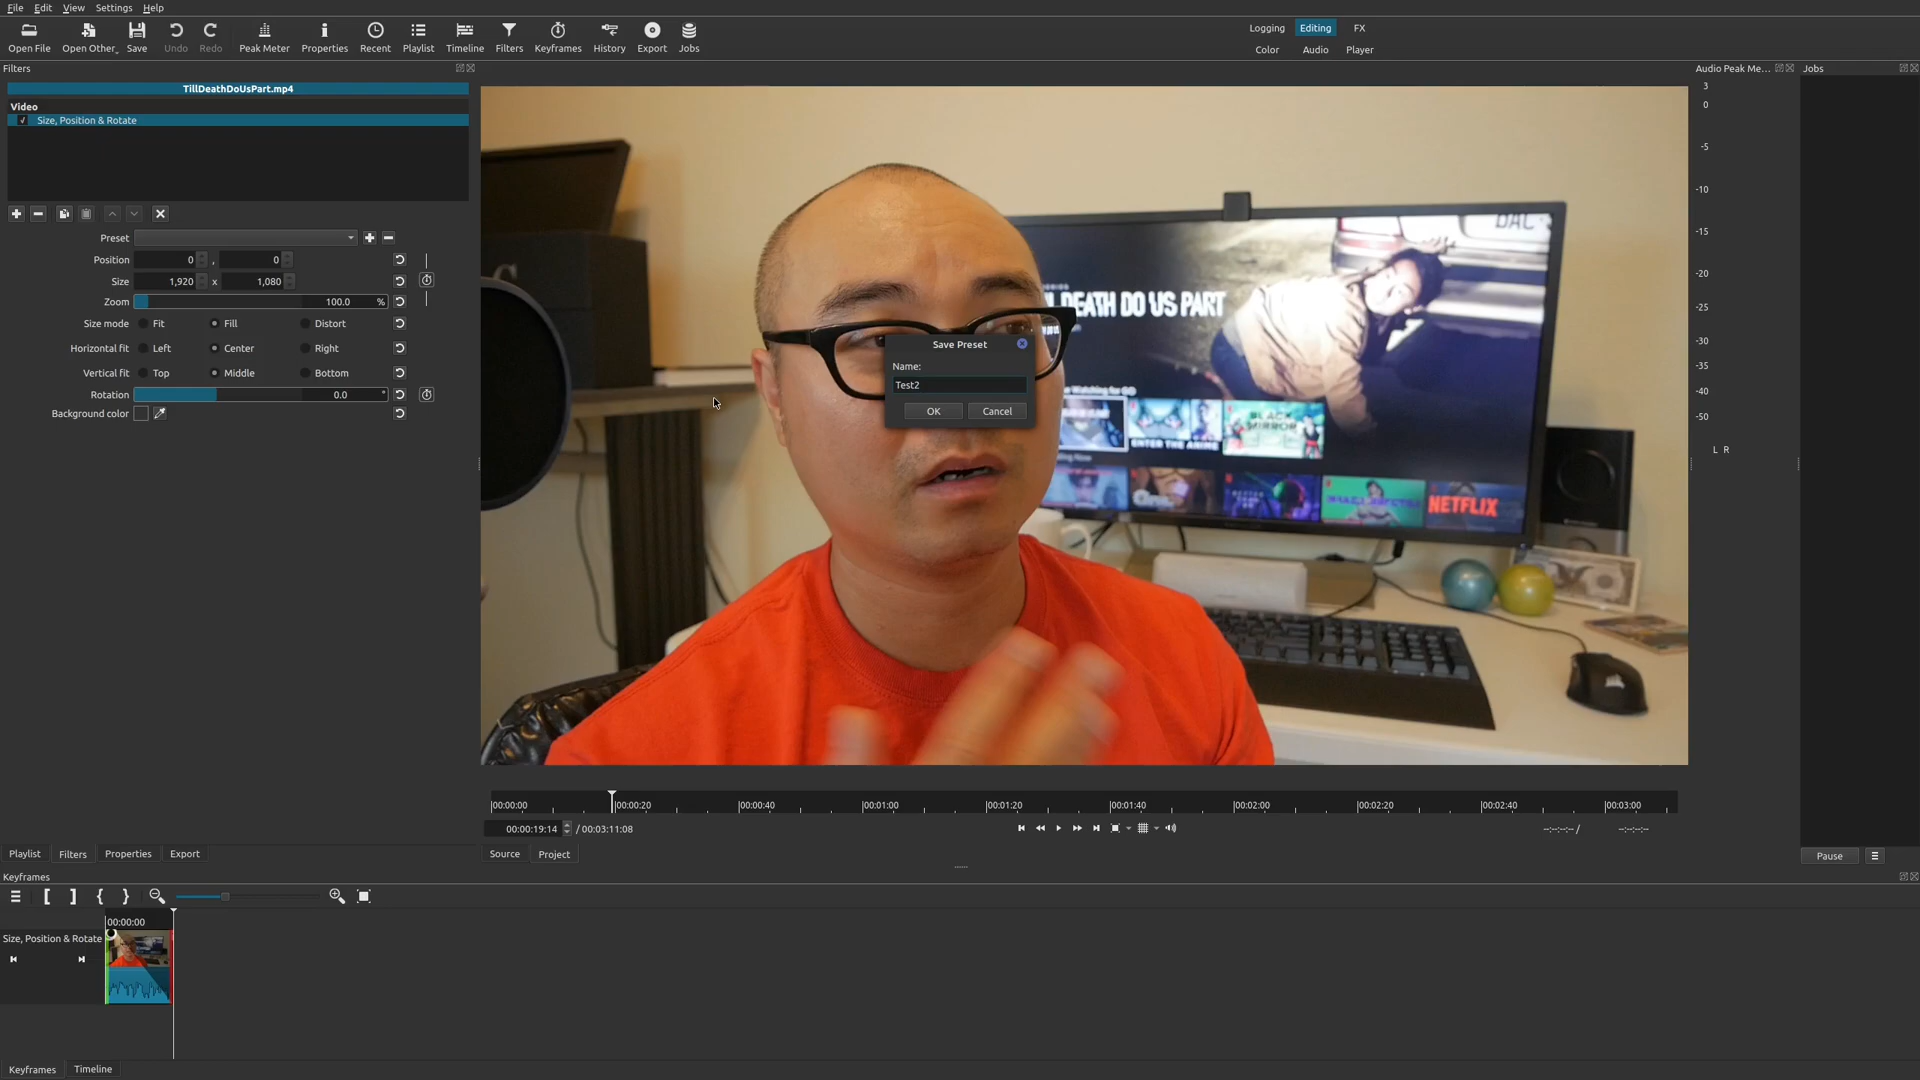 File Edit View Settings Help
Open File Open Other Save Undo Redo Peak Meter Properties Recent Playlist Timeline Filters Keyframes History Export Jobs
Logging Editing FX
Color Audio Player
Filters
TillDeathDoUsPart.mp4
Video
Size, Position & Rotate
Preset
Position 0 , 0
Size 1,920 x 1,080
Zoom 100.0 %
Size mode Fit Fill Distort
Horizontal fit Left Center Right
Vertical fit Top Middle Bottom
Rotation 0.0 °
Background color
DEATH DO US PART
BLACK MIRROR
ENTER THE ANIME
NETFLIX
Save Preset
Name:
Test2
OK Cancel
Audio Peak Me...
3
0
-5
-10
-15
-20
-25
-30
-35
-40
-50
L R
Jobs
00:00:00 00:00:20 00:00:40 00:01:00 00:01:20 00:01:40 00:02:00 00:02:20 00:02:40 00:03:00
00:00:19:14 / 00:03:11:08
--:--:--:-- / --:--:--:--
Playlist Filters Properties Export
Source Project
Pause
Keyframes
00:00:00
Size, Position & Rotate
Keyframes Timeline